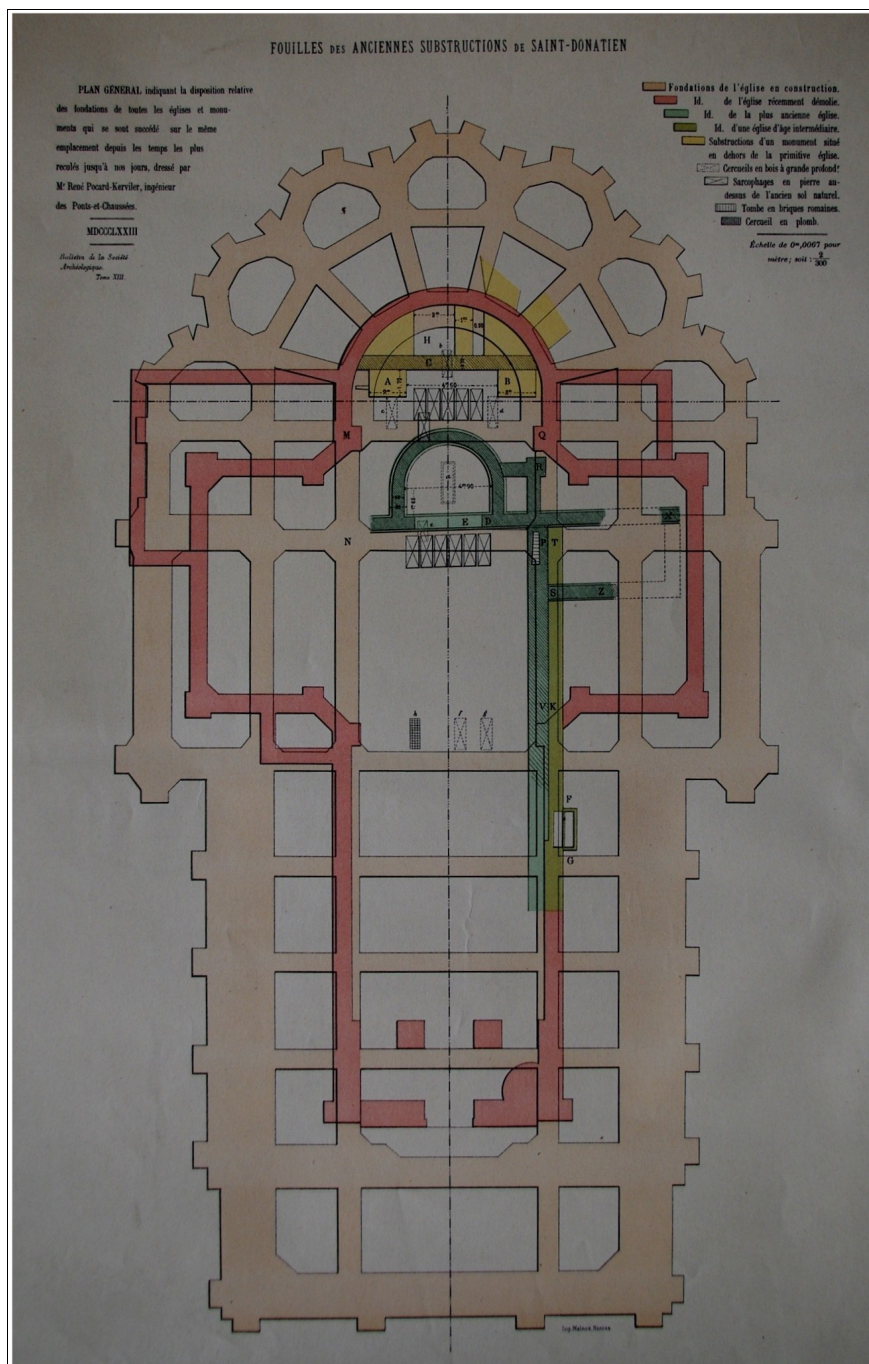 FOUILLES DES ANCIENNES SUBSTRUCTIONS DE SAINT-DONATIEN
PLAN GÉNERAL indiquant la disposition relative
des fondations de toutes les églises et monu-
ments qui se sont succédé sur le même
emplacement depuis les temps les plus
reculés jusqu'à nos jours, dressé par
Mr René Pocard-Kerviler, ingénieur
des Ponts-et-Chaussées.
MDCCCLXXIII
Bulletin de la Société
Archéologique.
Tome XIII.
Fondations de l'église en construction.
Id. de l'église récemment démolie.
Id. de la plus ancienne église.
Id. d'une église d'âge intermédiaire.
Substructions d'un monument situé
en dehors de la primitive église.
Cercueils en bois à grande profondr
Sarcophages en pierre au-
dessus de l'ancien sol naturel.
Tombe en briques romaines.
Cercueil en plomb.
Échelle de 0m,0067 pour
mètre; soit: 2/300
H
C
A
B
4m90
M
Q
R
4m90
E D
X
N
P T
S Z
V K
h f g
F
G